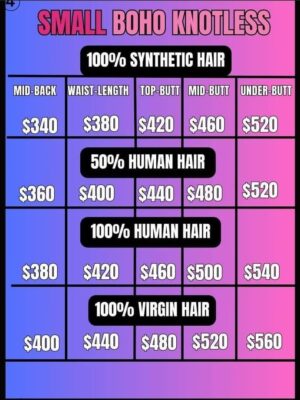 4
SMALL BOHO KNOTLESS
100% SYNTHETIC HAIR
MID-BACK WAIST-LENGTH TOP-BUTT MID-BUTT UNDER-BUTT
$340 $380 $420 $460 $520
50% HUMAN HAIR
$360 $400 $440 $480 $520
100% HUMAN HAIR
$380 $420 $460 $500 $540
100% VIRGIN HAIR
$400 $440 $480 $520 $560